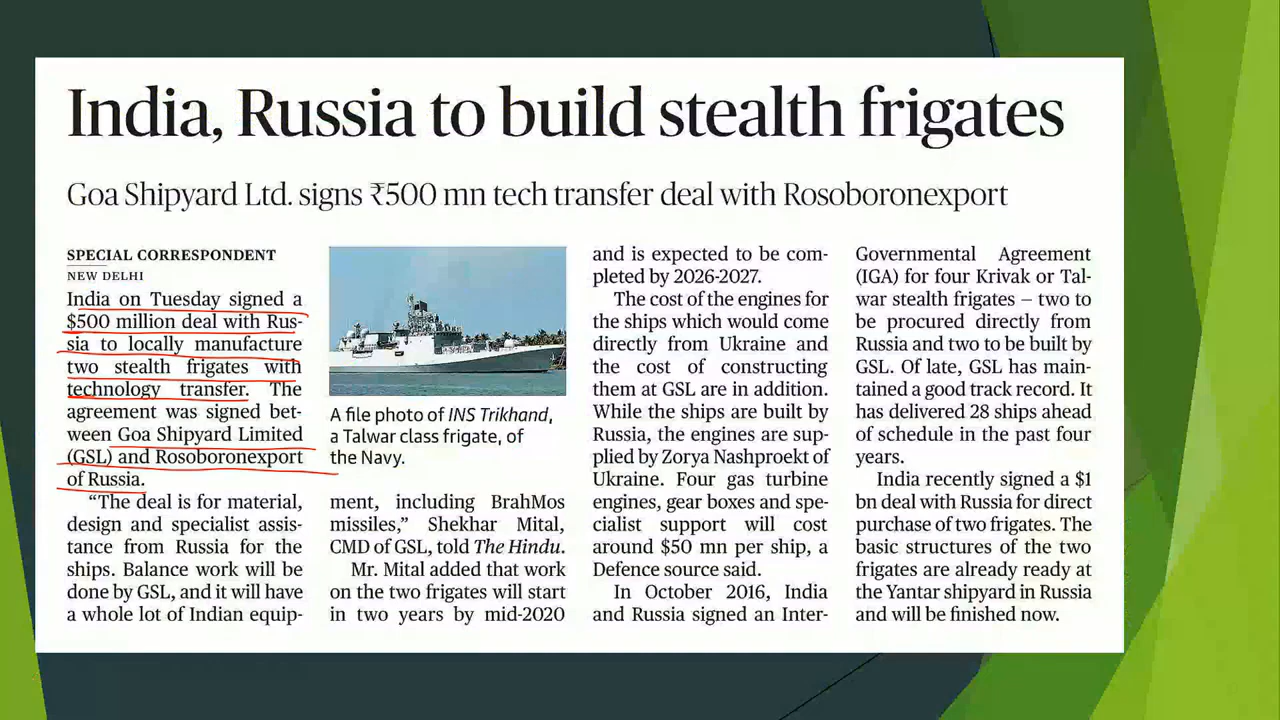 India, Russia to build stealth frigates
Goa Shipyard Ltd. signs ₹500 mn tech transfer deal with Rosoboronexport
SPECIAL CORRESPONDENT
NEW DELHI
India on Tuesday signed a
$500 million deal with Rus-
sia to locally manufacture
two stealth frigates with
technology transfer. The
agreement was signed bet-
ween Goa Shipyard Limited
(GSL) and Rosoboronexport
of Russia.
“The deal is for material,
design and specialist assis-
tance from Russia for the
ships. Balance work will be
done by GSL, and it will have
a whole lot of Indian equip-
A file photo of INS Trikhand,
a Talwar class frigate, of
the Navy.
ment, including BrahMos
missiles,” Shekhar Mital,
CMD of GSL, told The Hindu.
Mr. Mital added that work
on the two frigates will start
in two years by mid-2020
and is expected to be com-
pleted by 2026-2027.
The cost of the engines for
the ships which would come
directly from Ukraine and
the cost of constructing
them at GSL are in addition.
While the ships are built by
Russia, the engines are sup-
plied by Zorya Nashproekt of
Ukraine. Four gas turbine
engines, gear boxes and spe-
cialist support will cost
around $50 mn per ship, a
Defence source said.
In October 2016, India
and Russia signed an Inter-
Governmental Agreement
(IGA) for four Krivak or Tal-
war stealth frigates – two to
be procured directly from
Russia and two to be built by
GSL. Of late, GSL has main-
tained a good track record. It
has delivered 28 ships ahead
of schedule in the past four
years.
India recently signed a $1
bn deal with Russia for direct
purchase of two frigates. The
basic structures of the two
frigates are already ready at
the Yantar shipyard in Russia
and will be finished now.